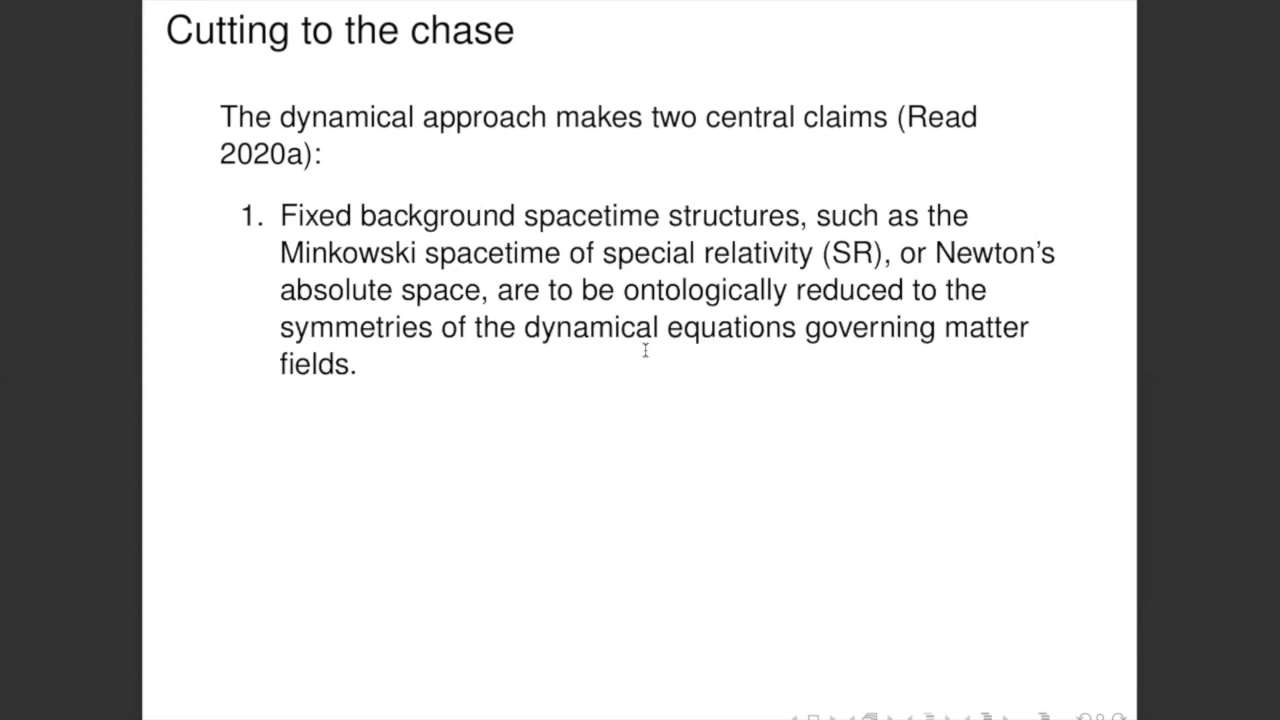 Cutting to the chase
The dynamical approach makes two central claims (Read
2020a):
1. Fixed background spacetime structures, such as the
Minkowski spacetime of special relativity (SR), or Newton's
absolute space, are to be ontologically reduced to the
symmetries of the dynamical equations governing matter
fields.